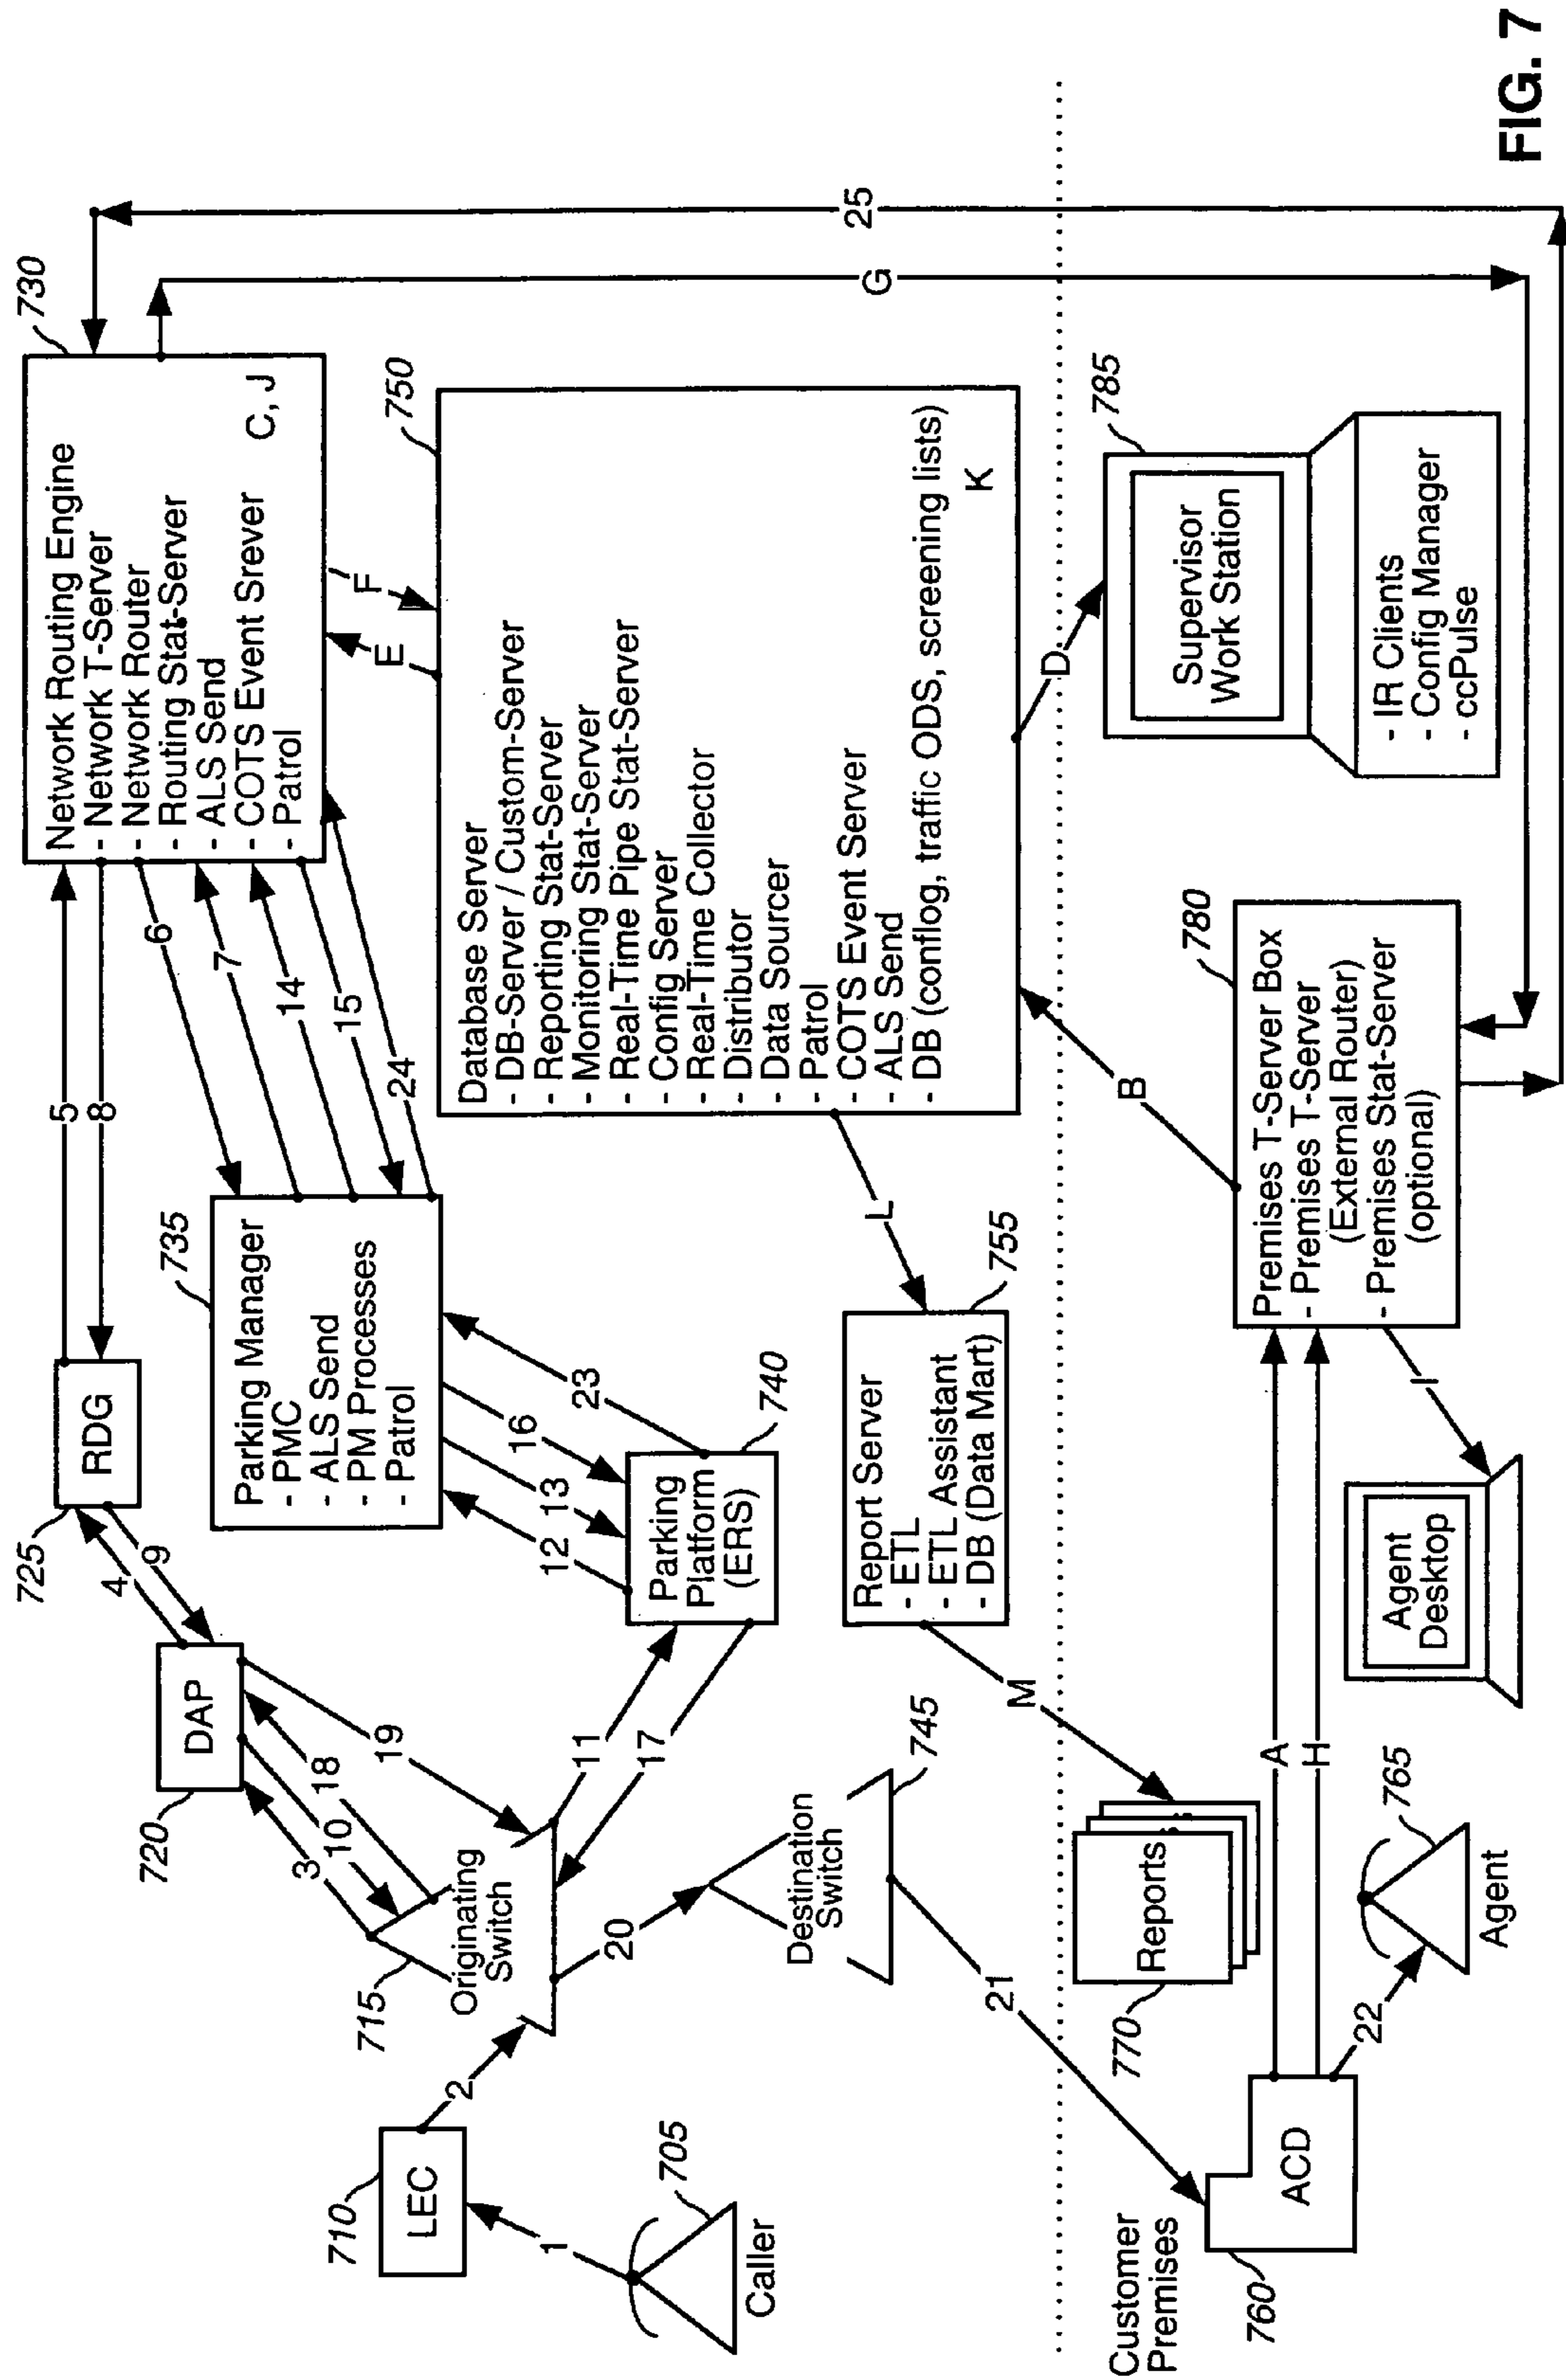 730
Network Routing Engine
- Network T-Server
- Network Router
- Routing Stat-Server
- ALS Send
- COTS Event Srever
- Patrol
C, J
725
RDG
5
8
735
Parking Manager
- PMC
- ALS Send
- PM Processes
- Patrol
6
7
14
15
24
E
F
25
G
720
DAP
4
9
3
10
18
19
715
Originating
Switch
710
LEC
2
1
705
Caller
11
17
12
13
16
23
740
Parking
Platform
(ERS)
20
Destination
Switch
745
21
750
Database Server
- DB-Server / Custom-Server
- Reporting Stat-Server
- Monitoring Stat-Server
- Real-Time Pipe Stat-Server
- Config Server
- Real-Time Collector
- Distributor
- Data Sourcer
- Patrol
- COTS Event Server
- ALS Send
- DB (conflog, traffic ODS, screening lists)
K
L
755
Report Server
- ETL
- ETL Assistant
- DB (Data Mart)
M
B
D
Customer
Premises
770
Reports
760
ACD
A
H
22
765
Agent
Agent
Desktop
I
780
Premises T-Server Box
- Premises T-Server
(External Router)
- Premises Stat-Server
(optional)
785
Supervisor
Work Station
- IR Clients
- Config Manager
- ccPulse
FIG. 7